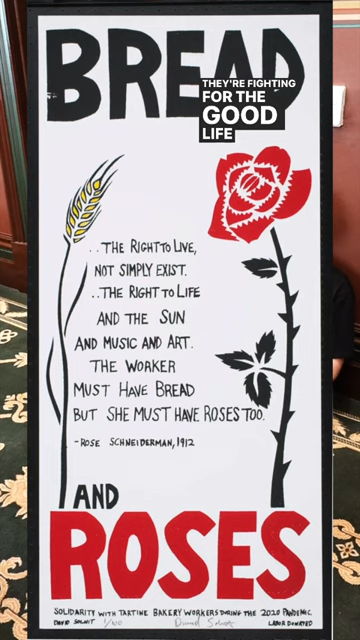 BREAD
THEY'RE FIGHTING
FOR THE
GOOD
LIFE
...THE RIGHT TO LIVE,
NOT SIMPLY EXIST.
...THE RIGHT TO LIFE
AND THE SUN
AND MUSIC AND ART.
THE WORKER
MUST HAVE BREAD
BUT SHE MUST HAVE ROSES TOO.
-ROSE SCHNEIDERMAN, 1912
AND
ROSES
SOLIDARITY WITH TARTINE BAKERY WORKERS DURING THE 2020 PANDEMIC.
DAVID SOLNIT David Solnit LABOR DONATED